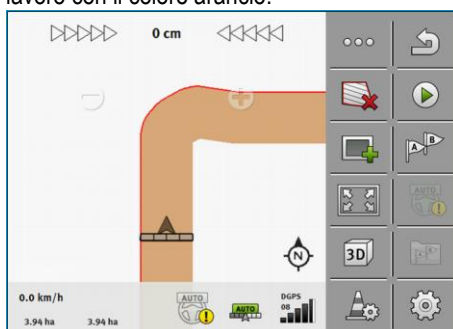 lavoro con il colore arancio.
0 cm
A B
AUTO
3D
N
0.0 km/h
3.94 ha 3.94 ha
AUTO
AUTO
DGPS
08